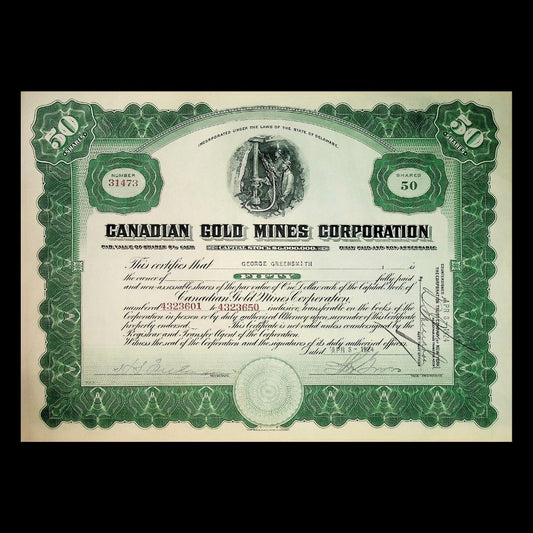 50
SHARES
50
SHARES
INCORPORATED UNDER THE LAWS OF THE STATE OF DELAWARE.
NUMBER
31473
SHARES
50
CANADIAN GOLD MINES CORPORATION
PAR VALUE OF SHARES $1. EACH
CAPITAL STOCK $6,000,000.
FULLY PAID AND NON-ASSESSABLE.
This certifies that GEORGE GREENSMITH is
the owner of FIFTY fully paid
and non-assessable shares of the par value of One Dollar each of the Capital Stock of
Canadian Gold Mines Corporation,
numbered 4323601 to 4323650 inclusive, transferable on the books of the
Corporation in person or by duly authorized Attorney upon surrender of this Certificate
properly endorsed. This Certificate is not valid unless countersigned by the
Registrar and Transfer Agent of the Corporation.
Witness the seal of the Corporation and the signatures of its duly authorized officers.
Dated APR 3 - 1924